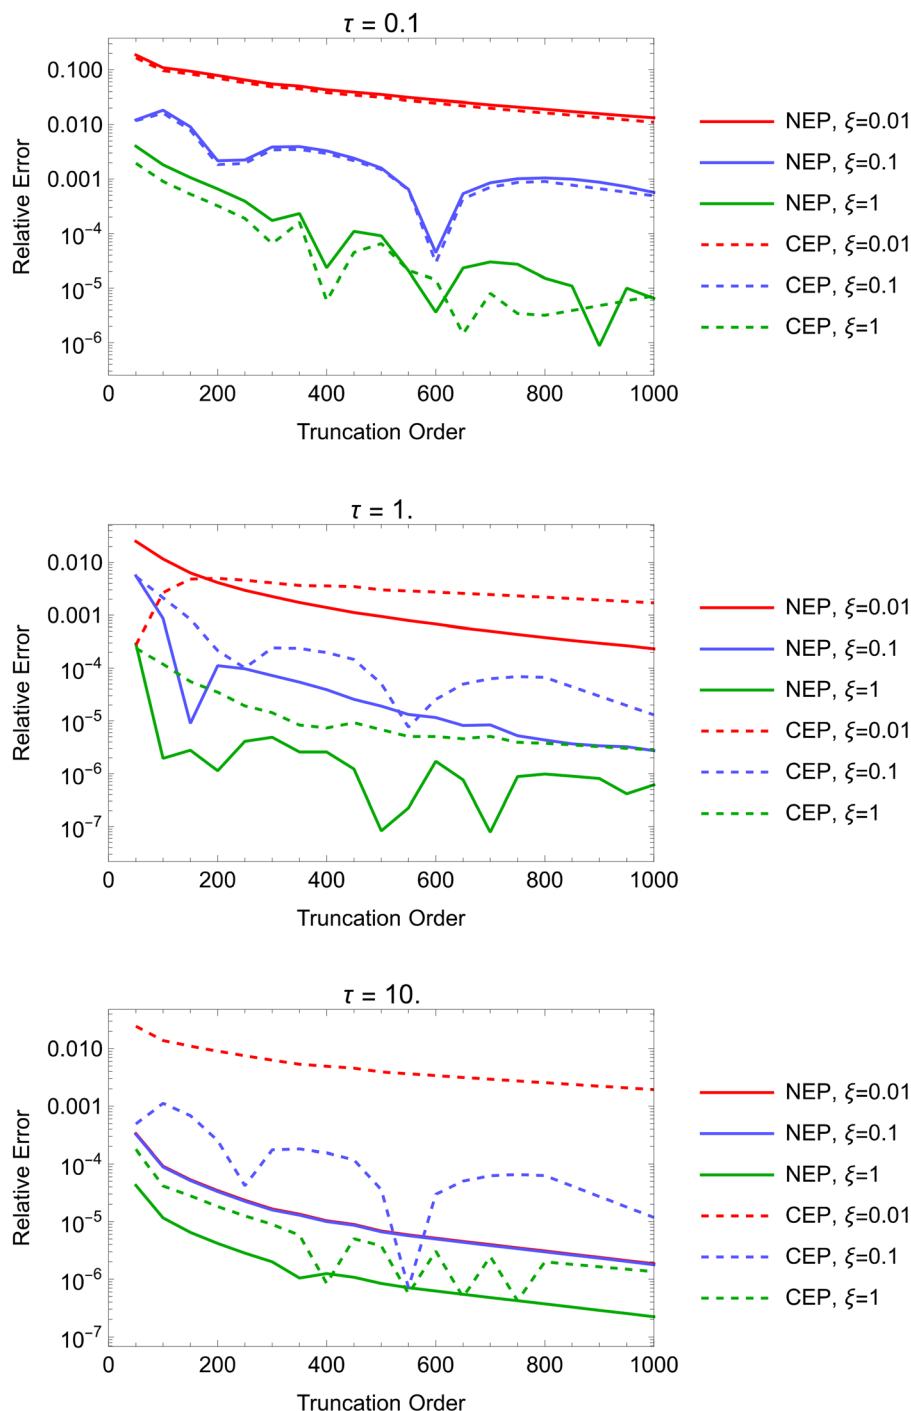 τ = 0.1
Relative Error
0.100
0.010
0.001
10⁻⁴
10⁻⁵
10⁻⁶
0 200 400 600 800 1000
Truncation Order
NEP, ξ=0.01
NEP, ξ=0.1
NEP, ξ=1
CEP, ξ=0.01
CEP, ξ=0.1
CEP, ξ=1
τ = 1.
Relative Error
0.010
0.001
10⁻⁴
10⁻⁵
10⁻⁶
10⁻⁷
0 200 400 600 800 1000
Truncation Order
NEP, ξ=0.01
NEP, ξ=0.1
NEP, ξ=1
CEP, ξ=0.01
CEP, ξ=0.1
CEP, ξ=1
τ = 10.
Relative Error
0.010
0.001
10⁻⁴
10⁻⁵
10⁻⁶
10⁻⁷
0 200 400 600 800 1000
Truncation Order
NEP, ξ=0.01
NEP, ξ=0.1
NEP, ξ=1
CEP, ξ=0.01
CEP, ξ=0.1
CEP, ξ=1